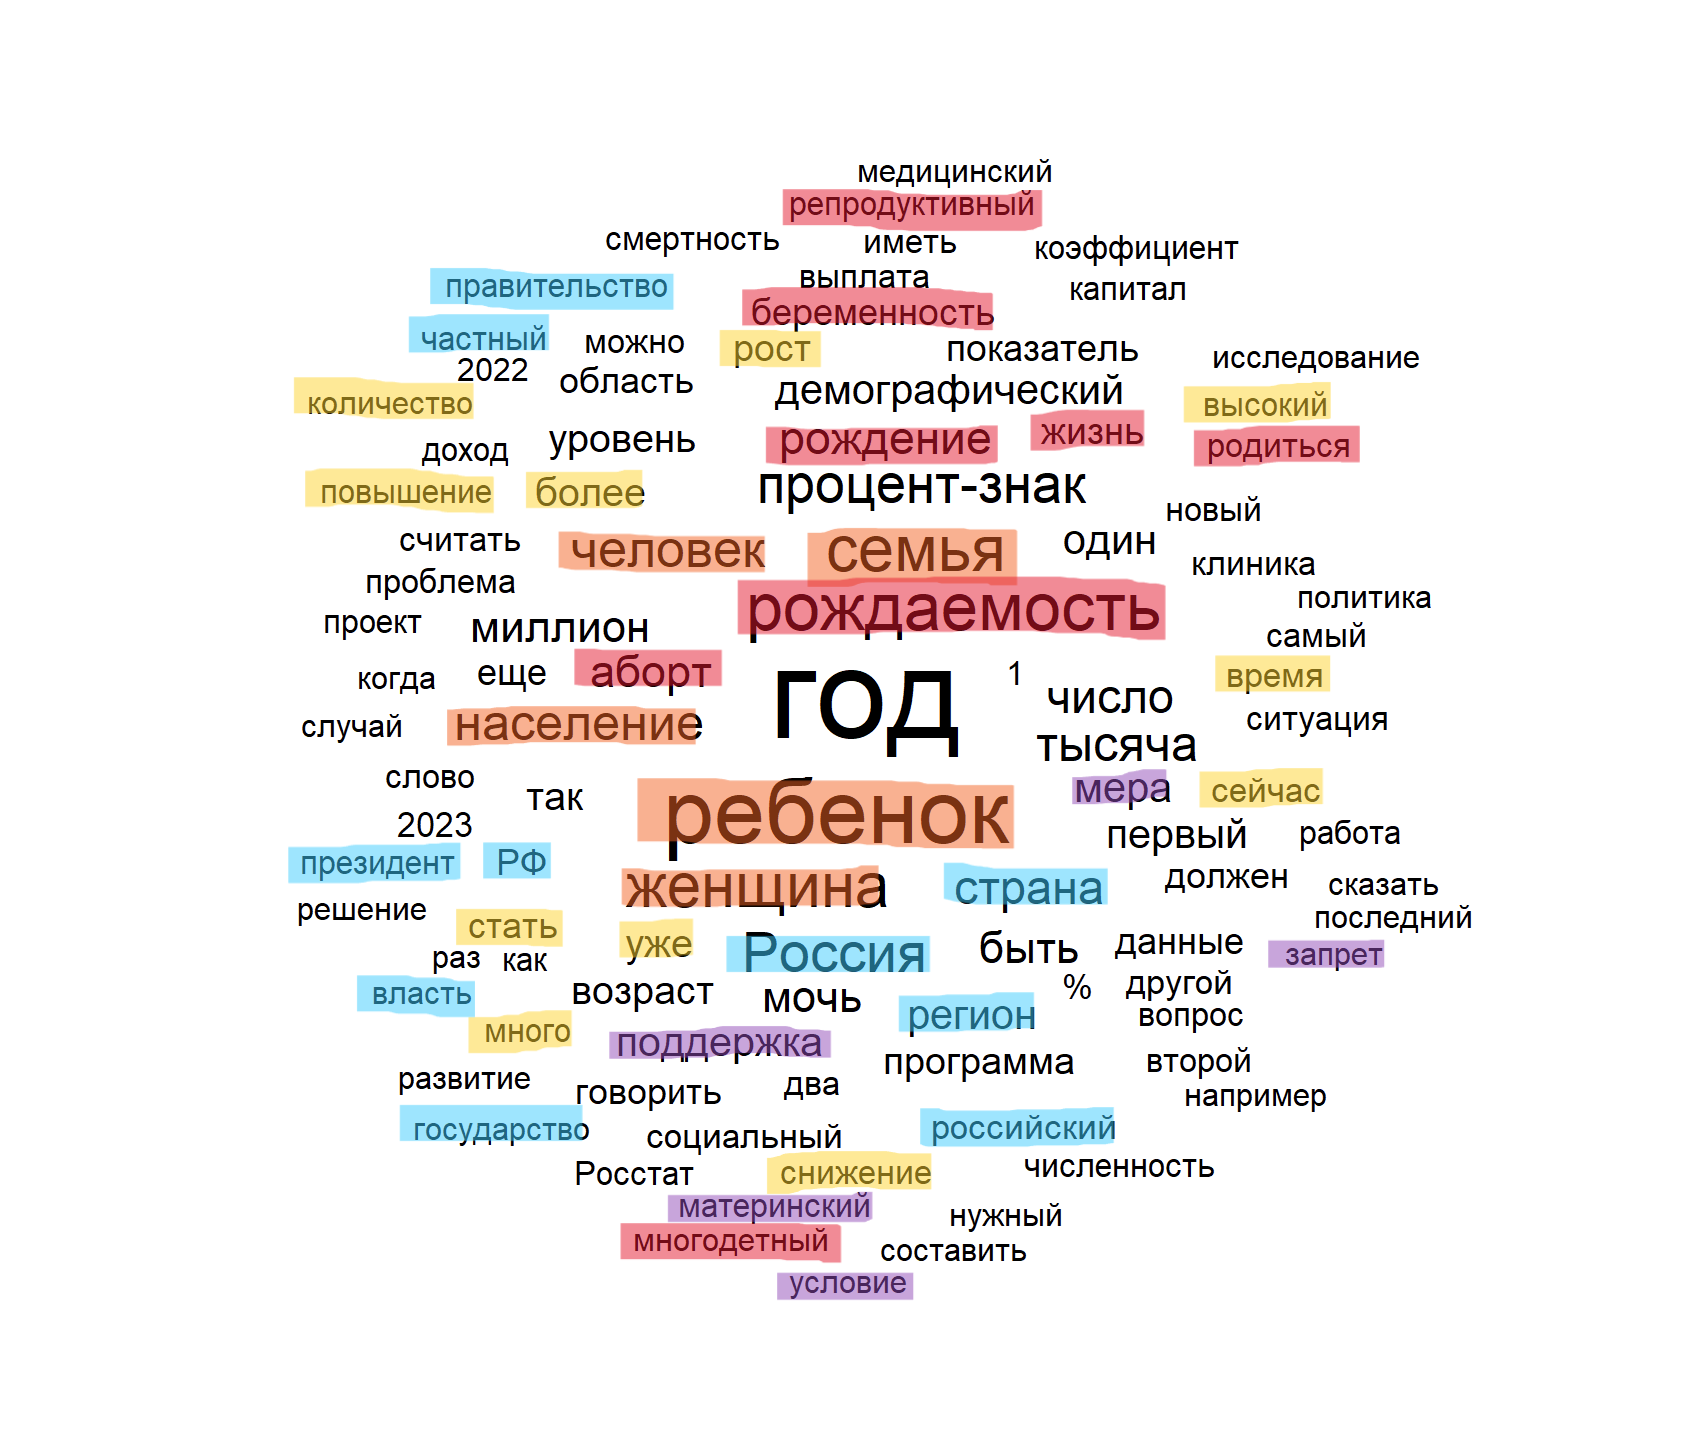 медицинский
репродуктивный
смертность иметь коэффициент
правительство выплата капитал
беременность
частный можно рост показатель исследование
2022 область демографический
количество высокий
доход уровень рождение жизнь родиться
повышение более процент-знак
новый
считать человек семья один
проблема клиника
проект миллион рождаемость политика
самый
когда еще аборт год 1 число время
случай население ситуация
тысяча
слово так ребенок мера сейчас
2023 первый работа
президент РФ
решение женщина страна должен сказать
последний
стать уже Россия быть данные запрет
раз как
власть возраст мочь % другой
много поддержка регион вопрос
программа второй
развитие говорить два например
государство социальный российский
Росстат снижение численность
материнский нужный
многодетный составить
условие